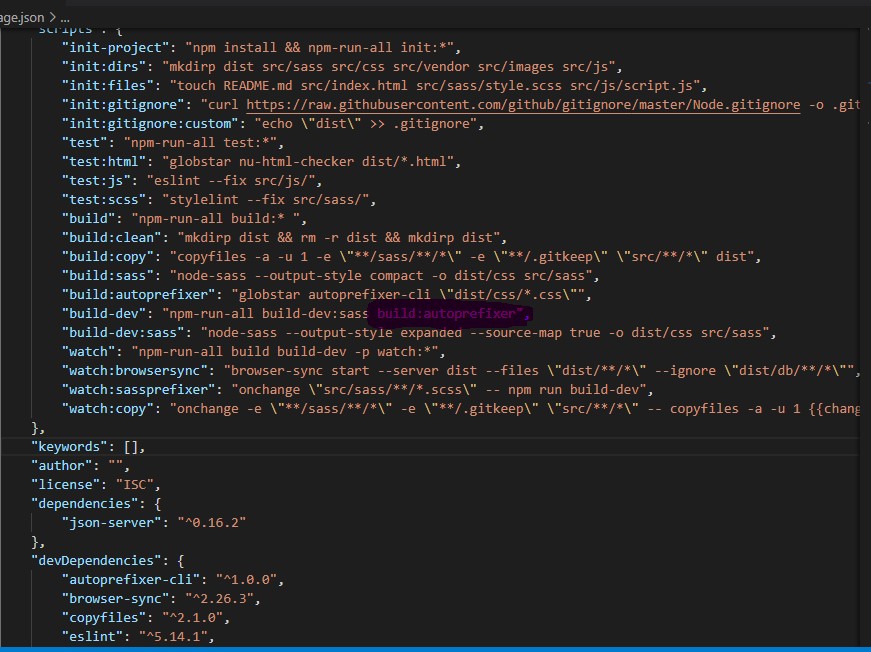 age.json > ...
"scripts": {
"init-project": "npm install && npm-run-all init:*",
"init:dirs": "mkdirp dist src/sass src/css src/vendor src/images src/js",
"init:files": "touch README.md src/index.html src/sass/style.scss src/js/script.js",
"init:gitignore": "curl https://raw.githubusercontent.com/github/gitignore/master/Node.gitignore -o .git
"init:gitignore:custom": "echo \"dist\" >> .gitignore",
"test": "npm-run-all test:*",
"test:html": "globstar nu-html-checker dist/*.html",
"test:js": "eslint --fix src/js/",
"test:scss": "stylelint --fix src/sass/",
"build": "npm-run-all build:* ",
"build:clean": "mkdirp dist && rm -r dist && mkdirp dist",
"build:copy": "copyfiles -a -u 1 -e \"**/sass/**/*\" -e \"**/.gitkeep\" \"src/**/*\" dist",
"build:sass": "node-sass --output-style compact -o dist/css src/sass",
"build:autoprefixer": "globstar autoprefixer-cli \"dist/css/*.css\"",
"build-dev": "npm-run-all build-dev:sass build:autoprefixer",
"build-dev:sass": "node-sass --output-style expanded --source-map true -o dist/css src/sass",
"watch": "npm-run-all build build-dev -p watch:*",
"watch:browsersync": "browser-sync start --server dist --files \"dist/**/*\" --ignore \"dist/db/**/*\"",
"watch:sassprefixer": "onchange \"src/sass/**/*.scss\" -- npm run build-dev",
"watch:copy": "onchange -e \"**/sass/**/*\" -e \"**/.gitkeep\" \"src/**/*\" -- copyfiles -a -u 1 {{chang
},
"keywords": [],
"author": "",
"license": "ISC",
"dependencies": {
"json-server": "^0.16.2"
},
"devDependencies": {
"autoprefixer-cli": "^1.0.0",
"browser-sync": "^2.26.3",
"copyfiles": "^2.1.0",
"eslint": "^5.14.1",